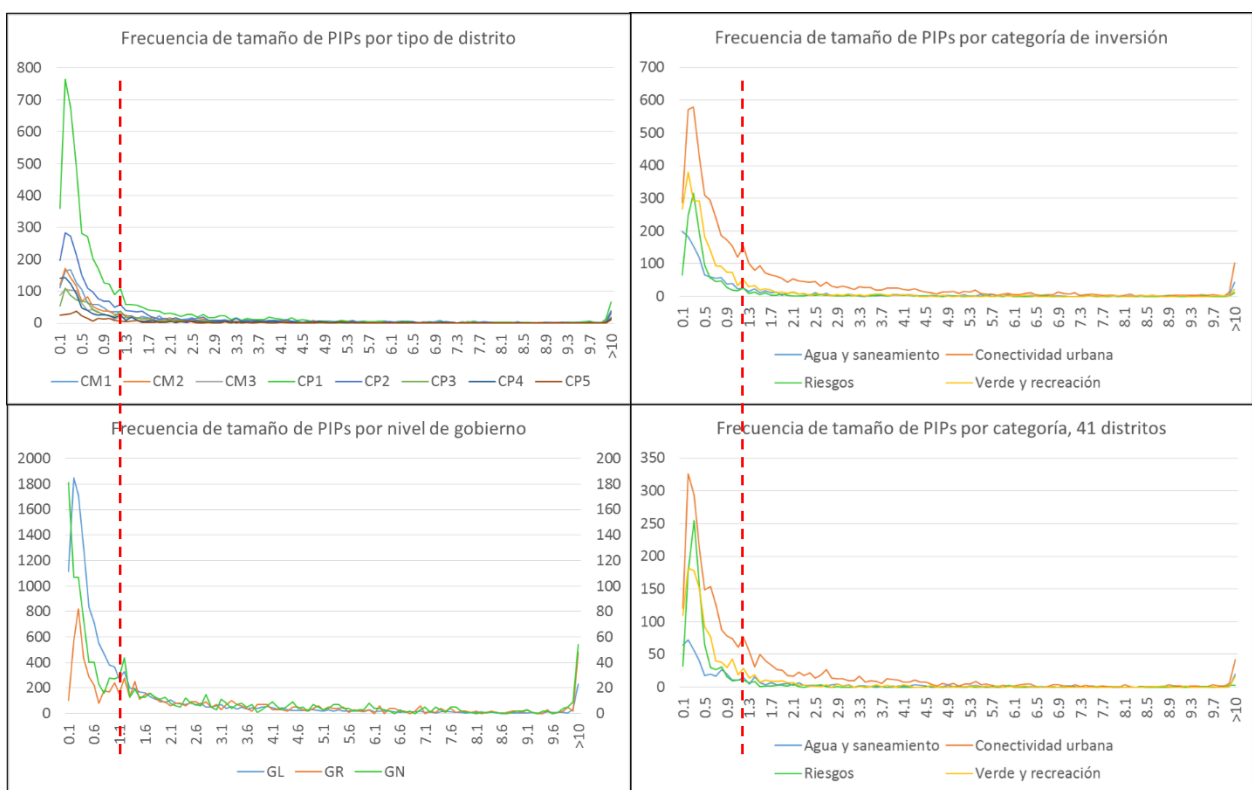 Frecuencia de tamaño de PIPs por tipo de distrito
800
700
600
500
400
300
200
100
0
0.1 0.5 0.9 1.3 1.7 2.1 2.5 2.9 3.3 3.7 4.1 4.5 4.9 5.3 5.7 6.1 6.5 6.9 7.3 7.7 8.1 8.5 8.9 9.3 9.7 >10
CM1 CM2 CM3 CP1 CP2 CP3 CP4 CP5
Frecuencia de tamaño de PIPs por categoría de inversión
700
600
500
400
300
200
100
0
0.1 0.5 0.9 1.3 1.7 2.1 2.5 2.9 3.3 3.7 4.1 4.5 4.9 5.3 5.7 6.1 6.5 6.9 7.3 7.7 8.1 8.5 8.9 9.3 9.7 >10
Agua y saneamiento Conectividad urbana
Riesgos Verde y recreación
Frecuencia de tamaño de PIPs por nivel de gobierno
2000 200
1800 180
1600 160
1400 140
1200 120
1000 100
800 80
600 60
400 40
200 20
0 0
0.1 0.6 1.1 1.6 2.1 2.6 3.1 3.6 4.1 4.6 5.1 5.6 6.1 6.6 7.1 7.6 8.1 8.6 9.1 9.6 >10
GL GR GN
Frecuencia de tamaño de PIPs por categoría, 41 distritos
350
300
250
200
150
100
50
0
0.1 0.5 0.9 1.3 1.7 2.1 2.5 2.9 3.3 3.7 4.1 4.5 4.9 5.3 5.7 6.1 6.5 6.9 7.3 7.7 8.1 8.5 8.9 9.3 9.7 >10
Agua y saneamiento Conectividad urbana
Riesgos Verde y recreación